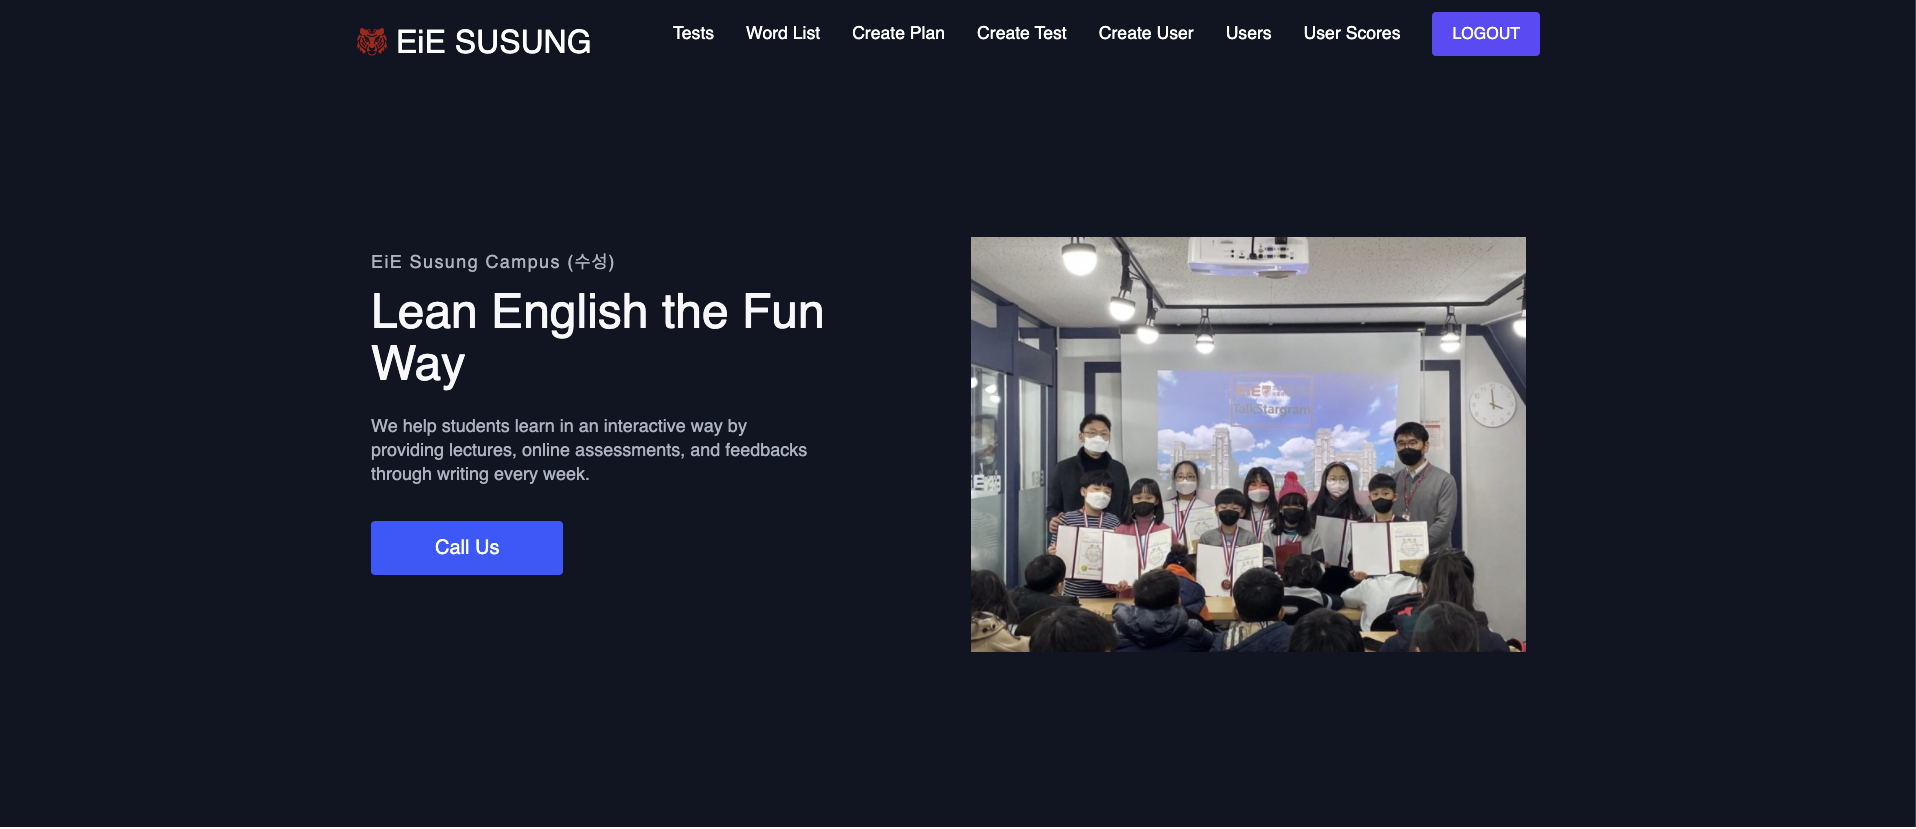 EiE SUSUNG
Tests
Word List
Create Plan
Create Test
Create User
Users
User Scores
LOGOUT
EiE Susung Campus (수성)
Lean English the Fun
Way
We help students learn in an interactive way by
providing lectures, online assessments, and feedbacks
through writing every week.
Call Us
TalkStargram